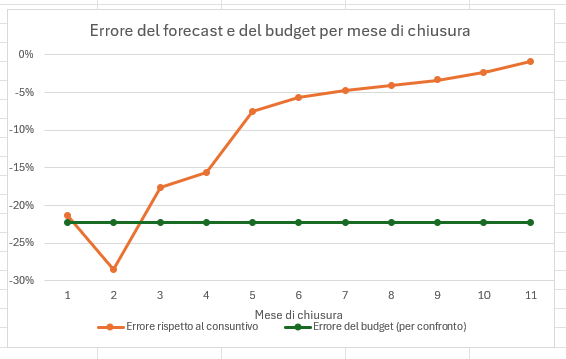 Errore del forecast e del budget per mese di chiusura
0%
-5%
-10%
-15%
-20%
-25%
-30%
1 2 3 4 5 6 7 8 9 10 11
Mese di chiusura
Errore rispetto al consuntivo Errore del budget (per confronto)